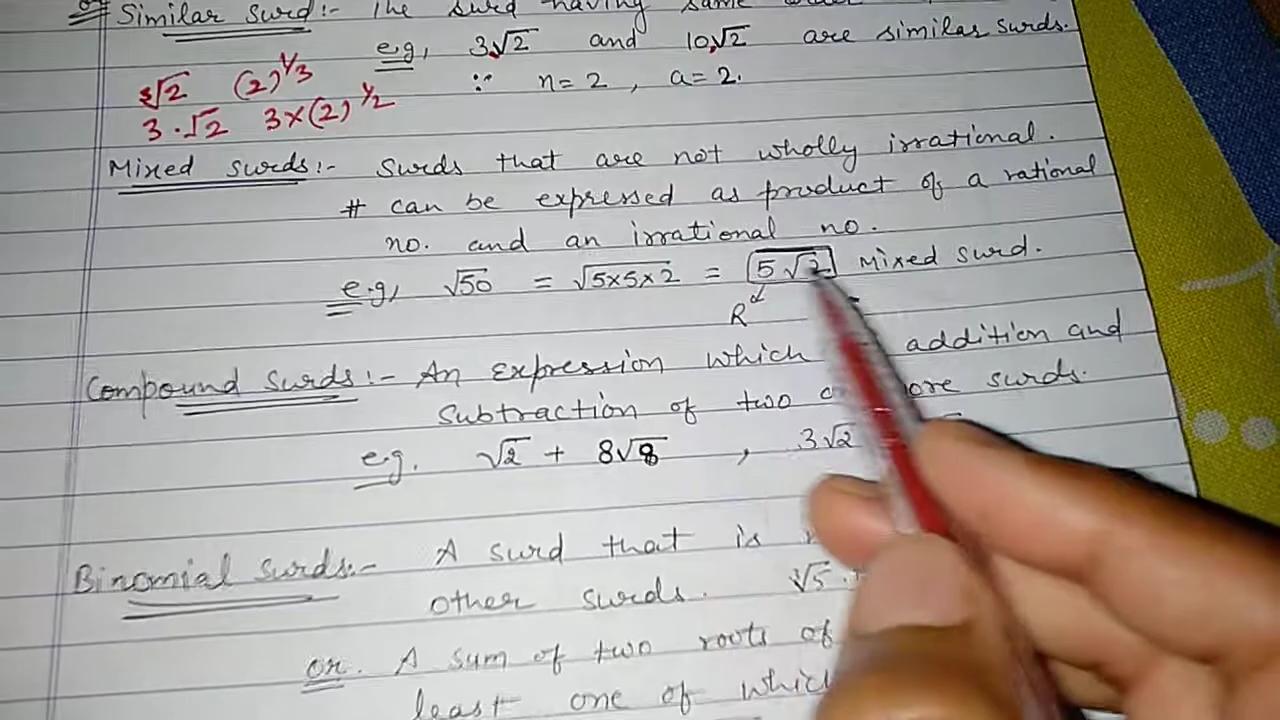 Similar surd:- The surd having same order
e.g, 3√2 and 10√2 are similar surds.
∛2 (2)^1/3
∵ n=2, a=2.
3·√2 3×(2)^1/2
Mixed surds:- Surds that are not wholly irrational.
# can be expressed as product of a rational
no. and an irrational no.
e.g, √50 = √5×5×2 = 5√2 Mixed surd.
R
Compound surds:- An expression which addition and
subtraction of two surds.
e.g. √2 + 8√8, 3√2
Binomial surds:- A surd that is
other surds. ∛5 +
or. A sum of two roots of
least one of which